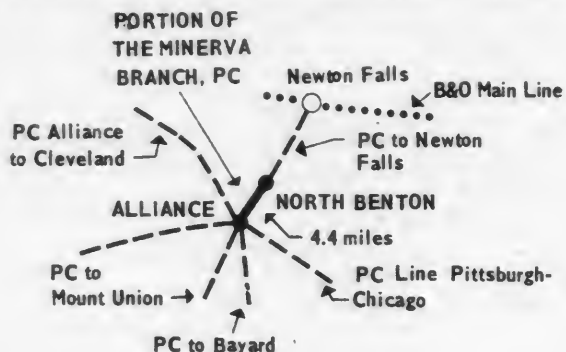 PORTION OF
THE MINERVA
BRANCH, PC
Newton Falls
B&O Main Line
PC Alliance
to Cleveland
PC to Newton
Falls
ALLIANCE
NORTH BENTON
4.4 miles
PC to
Mount Union
PC Line Pittsburgh-
Chicago
PC to Bayard